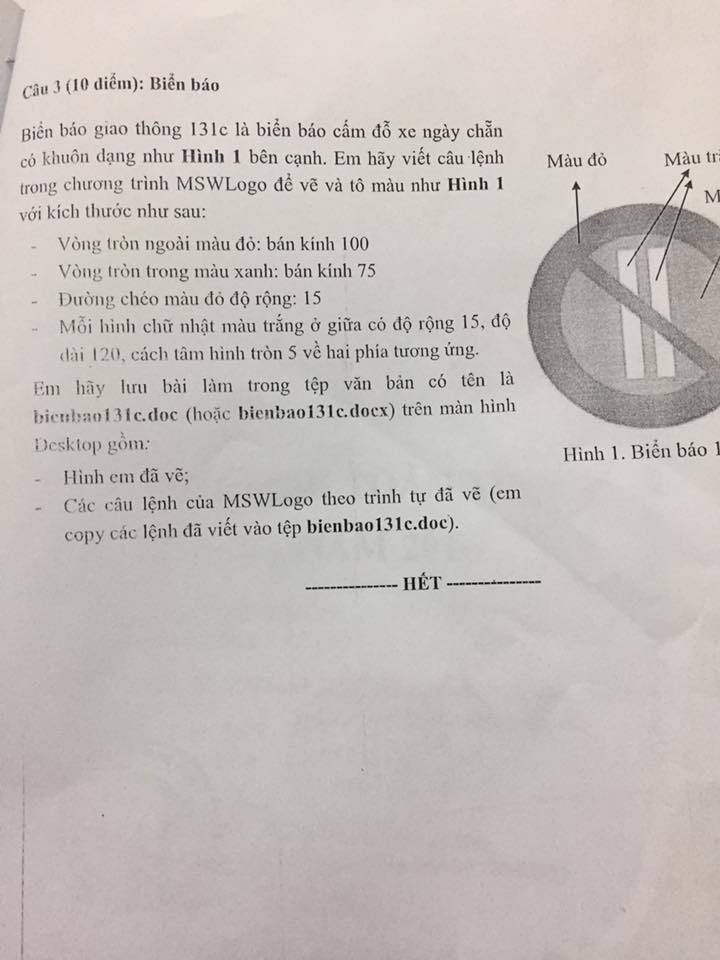 Câu 3 (10 điểm): Biển báo
Biển báo giao thông 131c là biển báo cấm đỗ xe ngày chẵn
có khuôn dạng như Hình 1 bên cạnh. Em hãy viết câu lệnh
trong chương trình MSWLogo để vẽ và tô màu như Hình 1
với kích thước như sau:
- Vòng tròn ngoài màu đỏ: bán kính 100
- Vòng tròn trong màu xanh: bán kính 75
- Đường chéo màu đỏ độ rộng: 15
- Mỗi hình chữ nhật màu trắng ở giữa có độ rộng 15, độ
dài 120, cách tâm hình tròn 5 về hai phía tương ứng.
Em hãy lưu bài làm trong tệp văn bản có tên là
bienbao131c.doc (hoặc bienbao131c.docx) trên màn hình
Desktop gồm:
- Hình em đã vẽ;
- Các câu lệnh của MSWLogo theo trình tự đã vẽ (em
copy các lệnh đã viết vào tệp bienbao131c.doc).
--------------- HẾT ---------------
Màu đỏ
Màu
Hình 1. Biển báo